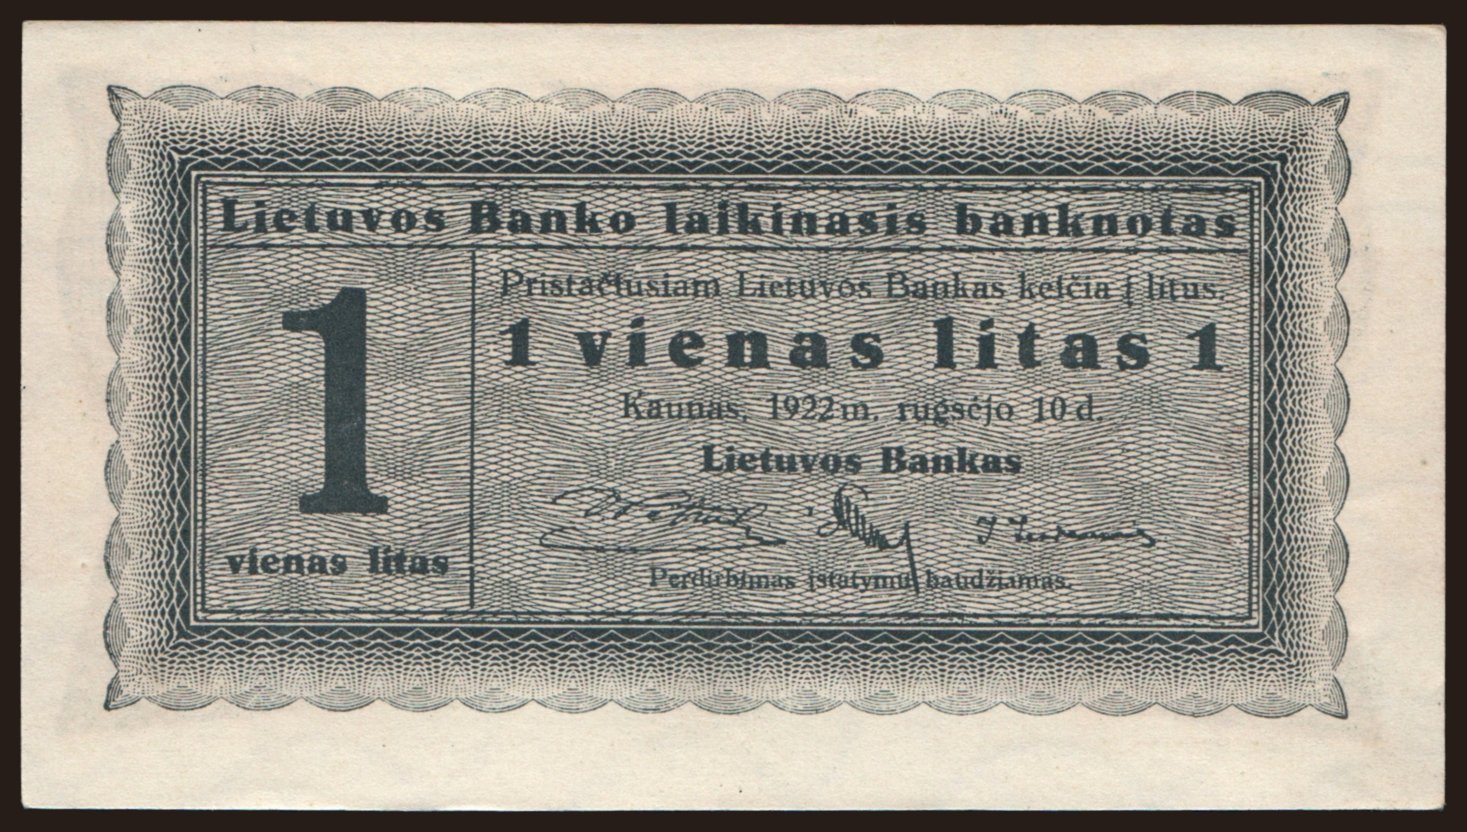 Lietuvos Banko laikinasis banknotas
1
vienas litas
Pristačiusiam Lietuvos Bankas keičia į litus.
1 vienas litas 1
Kaunas, 1922 m. rugsėjo 10 d.
Lietuvos Bankas
Perdirbimas įstatymų baudžiamas.